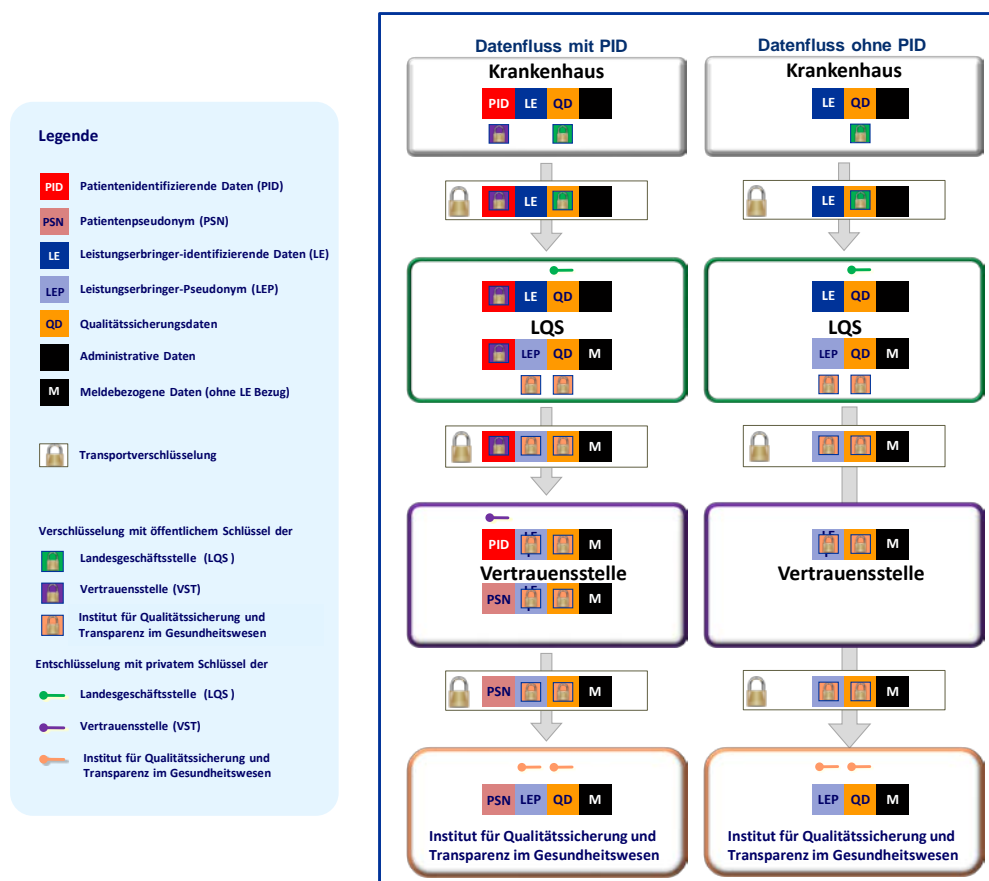 Legende
PID Patientenidentifizierende Daten (PID)
PSN Patientenpseudonym (PSN)
LE Leistungserbringer-identifizierende Daten (LE)
LEP Leistungserbringer-Pseudonym (LEP)
QD Qualitätssicherungsdaten
Administrative Daten
M Meldebezogene Daten (ohne LE Bezug)
Transportverschlüsselung
Verschlüsselung mit öffentlichem Schlüssel der
Landesgeschäftsstelle (LQS )
Vertrauensstelle (VST)
Institut für Qualitätssicherung und
Transparenz im Gesundheitswesen
Entschlüsselung mit privatem Schlüssel der
Landesgeschäftsstelle (LQS )
Vertrauensstelle (VST)
Institut für Qualitätssicherung und
Transparenz im Gesundheitswesen
Datenfluss mit PID
Krankenhaus
PID LE QD
LE
LE QD
LQS
LEP QD M
M
PID M
Vertrauensstelle
PSN M
PSN M
PSN LEP QD M
Institut für Qualitätssicherung und
Transparenz im Gesundheitswesen
Datenfluss ohne PID
Krankenhaus
LE QD
LE
LE QD
LQS
LEP QD M
M
M
Vertrauensstelle
M
LEP QD M
Institut für Qualitätssicherung und
Transparenz im Gesundheitswesen